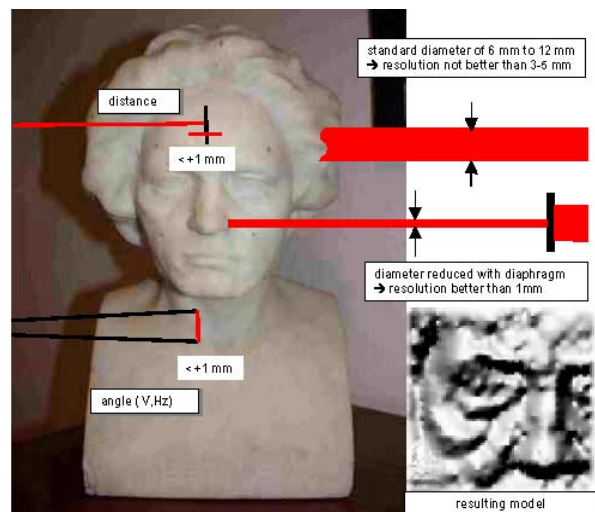 standard diameter of 6 mm to 12 mm
→ resolution not better than 3-5 mm
distance
<+1 mm
diameter reduced with diaphragm
→ resolution better than 1mm
<+1 mm
angle (V,Hz)
resulting model